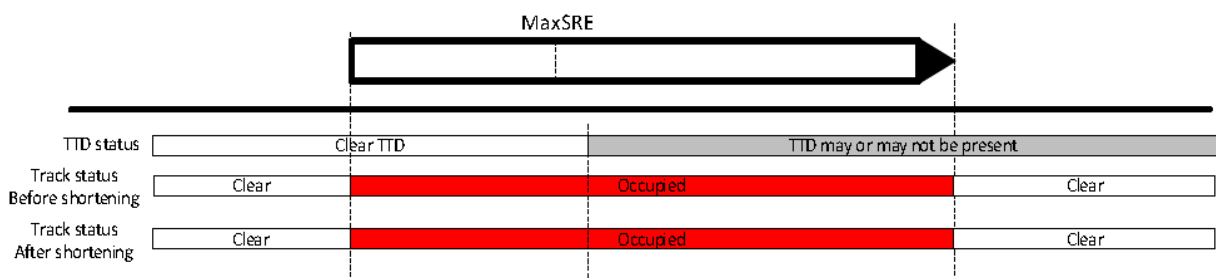 MaxSRE
TTD status
Clear TTD
TTD may or may not be present
Track status
Before shortening
Clear
Occupied
Clear
Track status
After shortening
Clear
Occupied
Clear